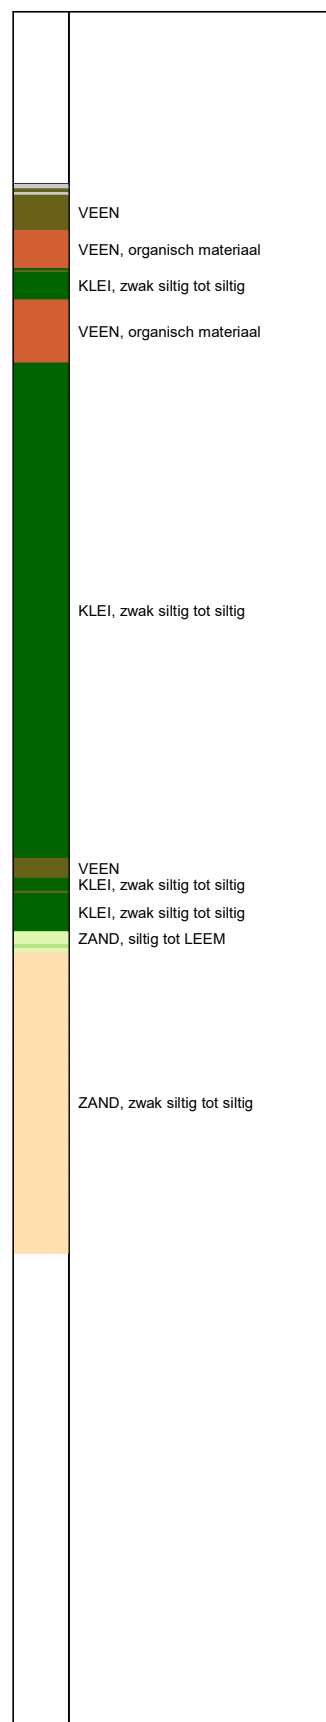 VEEN
VEEN, organisch materiaal
KLEI, zwak siltig tot siltig
VEEN, organisch materiaal
KLEI, zwak siltig tot siltig
VEEN
KLEI, zwak siltig tot siltig
KLEI, zwak siltig tot siltig
ZAND, siltig tot LEEM
ZAND, zwak siltig tot siltig